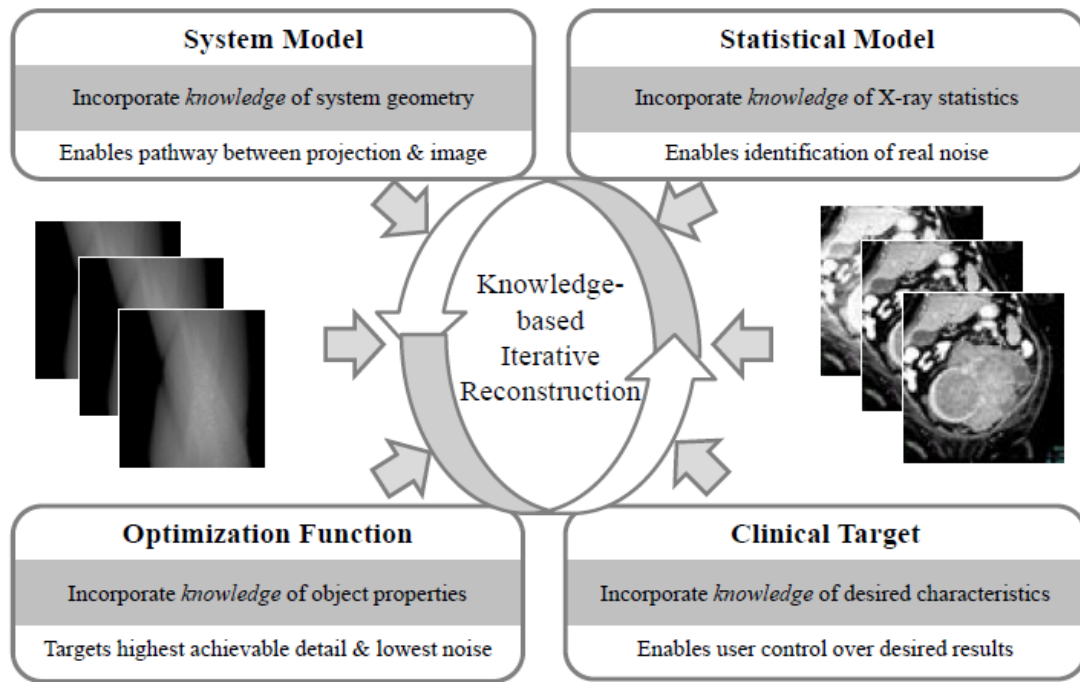 System Model
Incorporate knowledge of system geometry
Enables pathway between projection & image
Statistical Model
Incorporate knowledge of X-ray statistics
Enables identification of real noise
Knowledge-
based
Iterative
Reconstruction
Optimization Function
Incorporate knowledge of object properties
Targets highest achievable detail & lowest noise
Clinical Target
Incorporate knowledge of desired characteristics
Enables user control over desired results